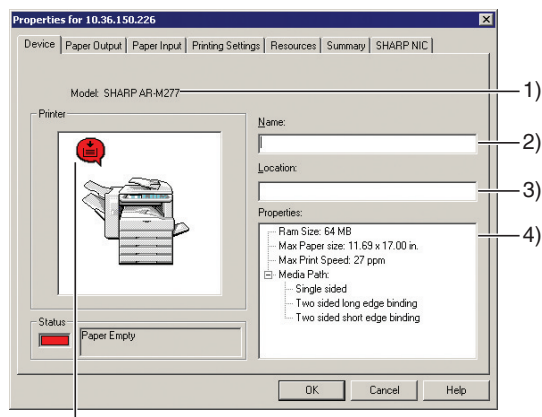 Properties for 10.36.150.226
Device Paper Output Paper Input Printing Settings Resources Summary SHARP NIC
Model: SHARP AR-M277
1)
Printer
Name:
2)
Location:
3)
Properties:
4)
Ram Size: 64 MB
Max Paper size: 11.69 x 17.00 in.
Max Print Speed: 27 ppm
Media Path:
Single sided
Two sided long edge binding
Two sided short edge binding
Status
Paper Empty
OK Cancel Help